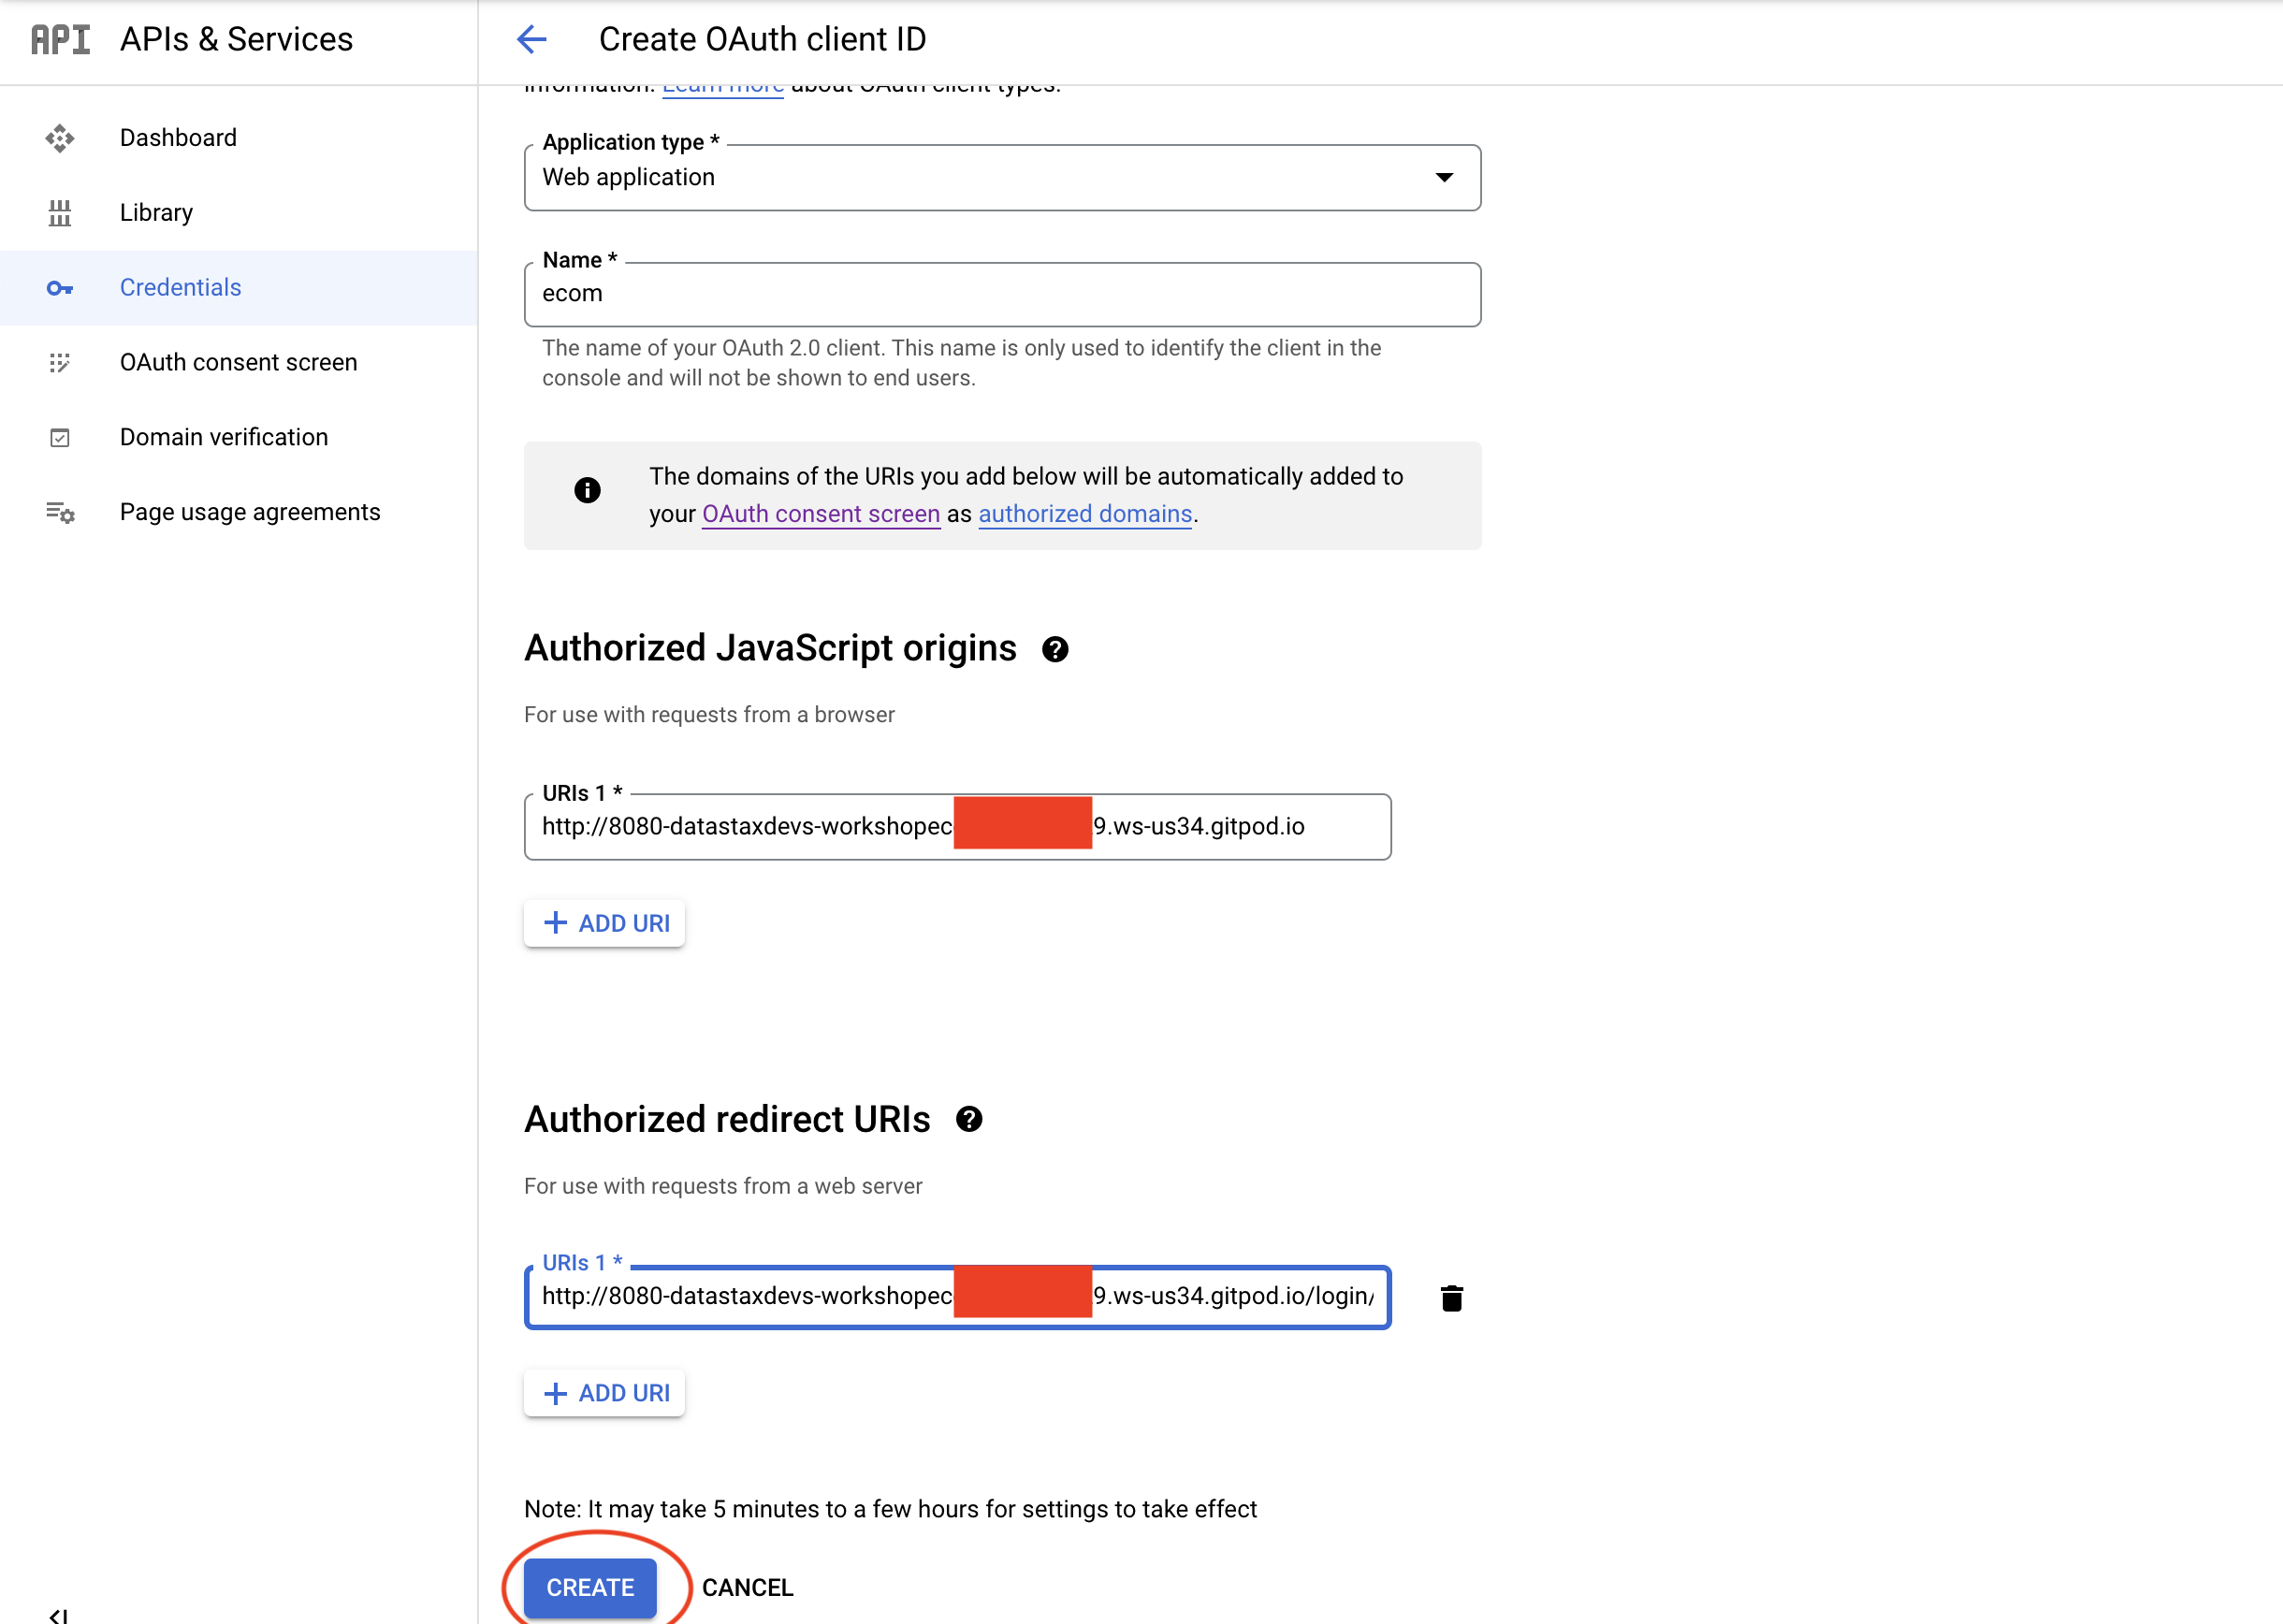 API APIs & Services
Create OAuth client ID
information. Learn more about OAuth client types.
Dashboard
Library
Credentials
OAuth consent screen
Domain verification
Page usage agreements
Application type *
Web application
Name *
ecom
The name of your OAuth 2.0 client. This name is only used to identify the client in the
console and will not be shown to end users.
The domains of the URIs you add below will be automatically added to
your OAuth consent screen as authorized domains.
Authorized JavaScript origins
For use with requests from a browser
URIs 1 *
http://8080-datastaxdevs-workshopec 9.ws-us34.gitpod.io
+ ADD URI
Authorized redirect URIs
For use with requests from a web server
URIs 1 *
http://8080-datastaxdevs-workshopec 9.ws-us34.gitpod.io/login/
+ ADD URI
Note: It may take 5 minutes to a few hours for settings to take effect
CREATE CANCEL